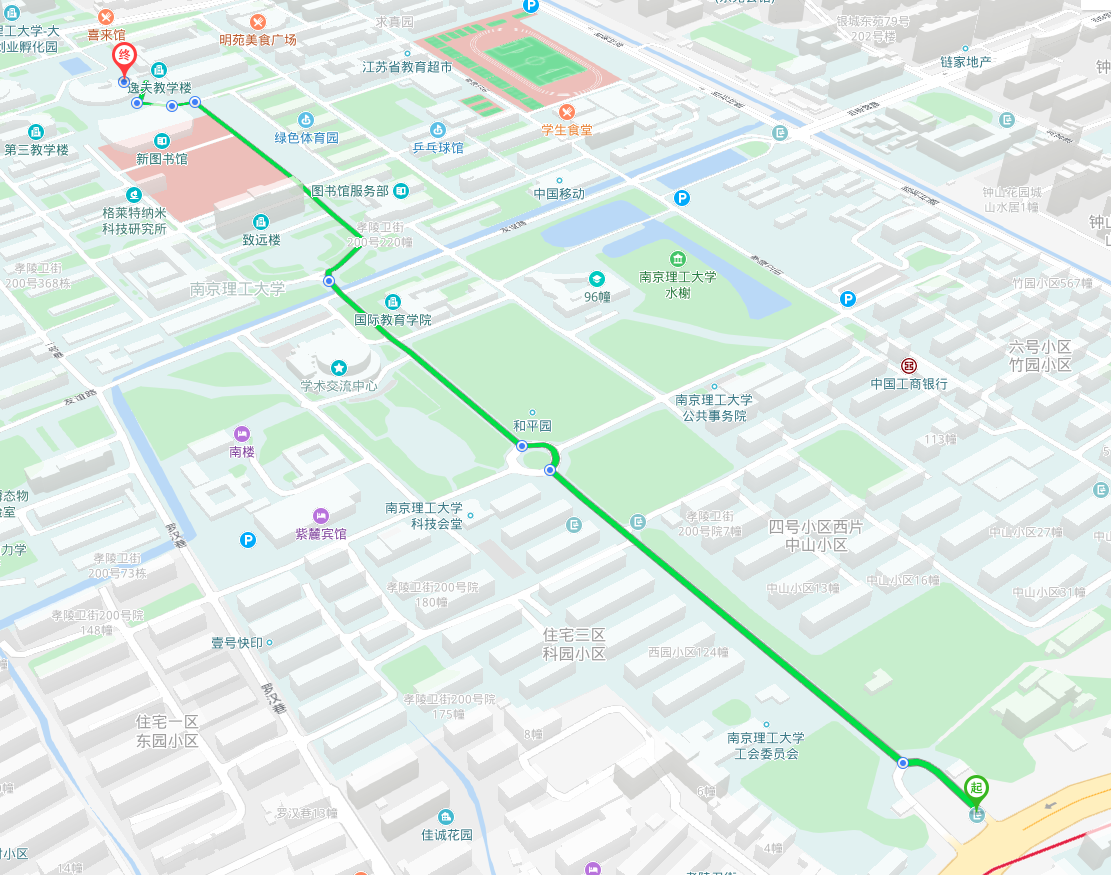 喜来馆
工大学-大
创业孵化园
明苑美食广场
求真园
江苏省教育超市
银城东苑79号
202号楼
链家地产
终
逸夫教学楼
第三教学楼
新图书馆
绿色体育园
乒乓球馆
学生食堂
格莱特纳米
科技研究所
致远楼
图书馆服务部
孝陵卫街
200号220幢
中国移动
友谊路
钟山花园城
山水居1幢
孝陵卫街
200号368栋
南京理工大学
国际教育学院
96幢
南京理工大学
水榭
竹园小区567幢
六号小区
竹园小区
中国工商银行
学术交流中心
友谊路
南京理工大学
公共事务院
和平园
113幢
南楼
南京理工大学
科技会堂
紫麓宾馆
罗汉巷
孝陵卫街
200号院7幢
四号小区西片
中山小区
中山小区27幢
力学
孝陵卫街
200号73栋
孝陵卫街200号院
180幢
中山小区13幢
中山小区16幢
中山小区31幢
孝陵卫街200号院
148幢
壹号快印
住宅三区
科园小区
西园小区124幢
罗汉巷
孝陵卫街200号院
175幢
住宅一区
东园小区
8幢
南京理工大学
工会委员会
起
6幢
罗汉巷13幢
佳诚花园
4幢
14幢
P
P
P
P